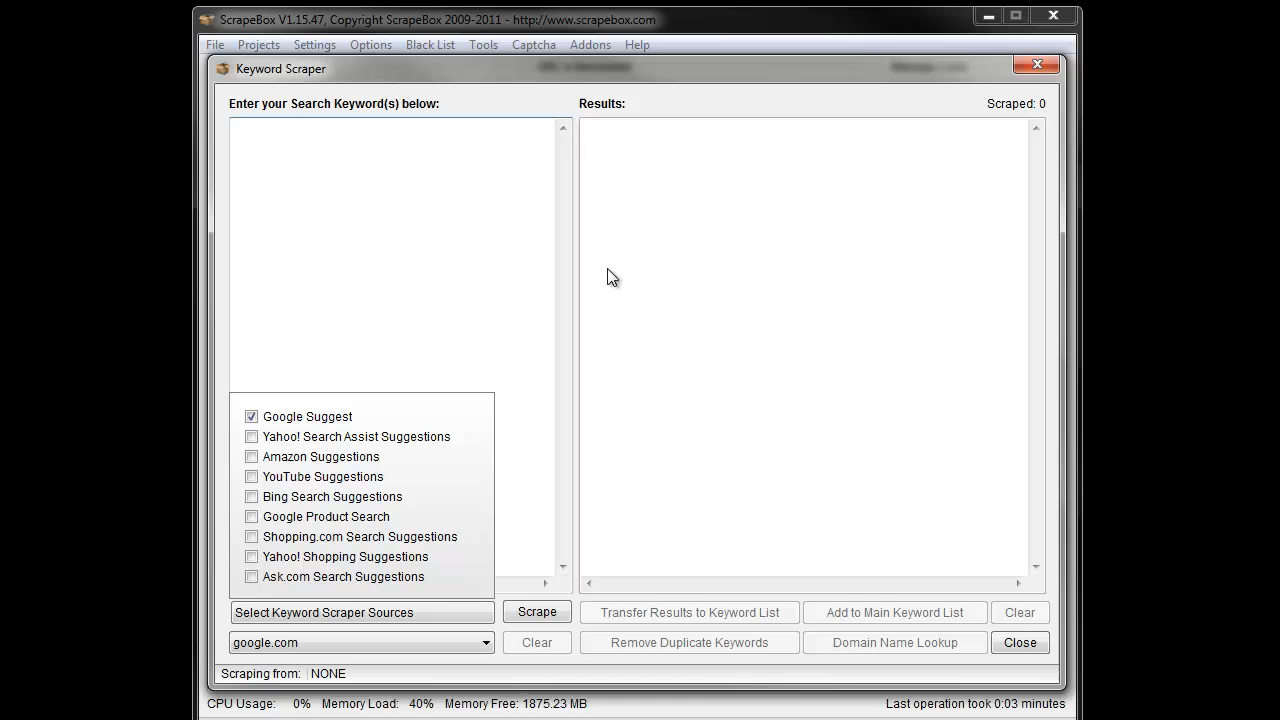 ScrapeBox V1.15.47, Copyright ScrapeBox 2009-2011 - http://www.scrapebox.com
File Projects Settings Options Black List Tools Captcha Addons Help
Keyword Scraper
Enter your Search Keyword(s) below: Results: Scraped: 0
Google Suggest
Yahoo! Search Assist Suggestions
Amazon Suggestions
YouTube Suggestions
Bing Search Suggestions
Google Product Search
Shopping.com Search Suggestions
Yahoo! Shopping Suggestions
Ask.com Search Suggestions
Select Keyword Scraper Sources Scrape Transfer Results to Keyword List Add to Main Keyword List Clear
google.com Clear Remove Duplicate Keywords Domain Name Lookup Close
Scraping from: NONE
CPU Usage: 0% Memory Load: 40% Memory Free: 1875.23 MB Last operation took 0:03 minutes